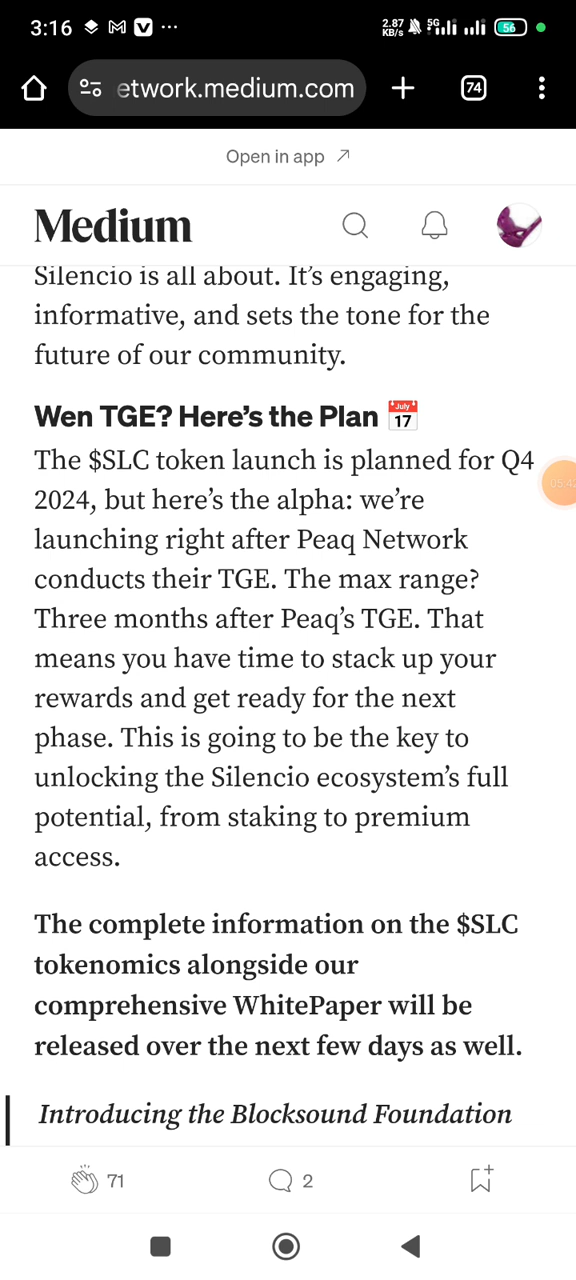 3:16 ...
2.87 KB/s 5G 56
etwork.medium.com 74
Open in app ↗
Medium
Silencio is all about. It's engaging,
informative, and sets the tone for the
future of our community.
Wen TGE? Here's the Plan 📅
The $SLC token launch is planned for Q4
2024, but here's the alpha: we're
launching right after Peaq Network
conducts their TGE. The max range?
Three months after Peaq's TGE. That
means you have time to stack up your
rewards and get ready for the next
phase. This is going to be the key to
unlocking the Silencio ecosystem's full
potential, from staking to premium
access.
The complete information on the $SLC
tokenomics alongside our
comprehensive WhitePaper will be
released over the next few days as well.
Introducing the Blocksound Foundation
71 2